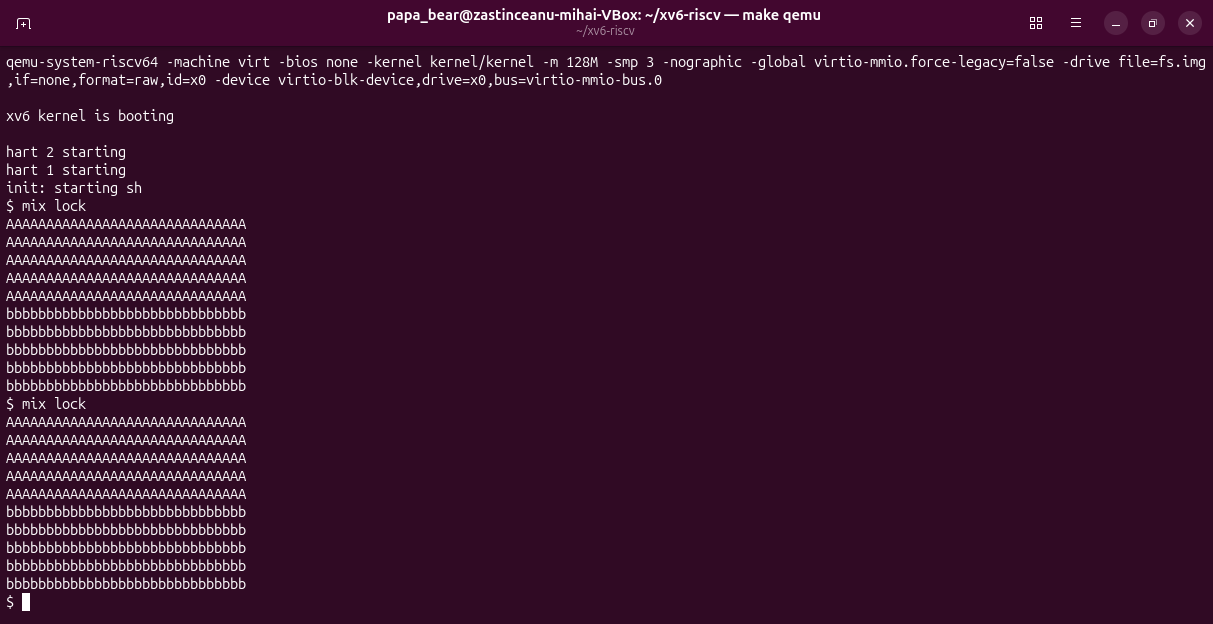 papa_bear@zastinceanu-mihai-VBox: ~/xv6-riscv — make qemu
~/xv6-riscv
qemu-system-riscv64 -machine virt -bios none -kernel kernel/kernel -m 128M -smp 3 -nographic -global virtio-mmio.force-legacy=false -drive file=fs.img
,if=none,format=raw,id=x0 -device virtio-blk-device,drive=x0,bus=virtio-mmio-bus.0
xv6 kernel is booting
hart 2 starting
hart 1 starting
init: starting sh
$ mix lock
AAAAAAAAAAAAAAAAAAAAAAAAAAAAAA
AAAAAAAAAAAAAAAAAAAAAAAAAAAAAA
AAAAAAAAAAAAAAAAAAAAAAAAAAAAAA
AAAAAAAAAAAAAAAAAAAAAAAAAAAAAA
AAAAAAAAAAAAAAAAAAAAAAAAAAAAAA
bbbbbbbbbbbbbbbbbbbbbbbbbbbbbb
bbbbbbbbbbbbbbbbbbbbbbbbbbbbbb
bbbbbbbbbbbbbbbbbbbbbbbbbbbbbb
bbbbbbbbbbbbbbbbbbbbbbbbbbbbbb
bbbbbbbbbbbbbbbbbbbbbbbbbbbbbb
$ mix lock
AAAAAAAAAAAAAAAAAAAAAAAAAAAAAA
AAAAAAAAAAAAAAAAAAAAAAAAAAAAAA
AAAAAAAAAAAAAAAAAAAAAAAAAAAAAA
AAAAAAAAAAAAAAAAAAAAAAAAAAAAAA
AAAAAAAAAAAAAAAAAAAAAAAAAAAAAA
bbbbbbbbbbbbbbbbbbbbbbbbbbbbbb
bbbbbbbbbbbbbbbbbbbbbbbbbbbbbb
bbbbbbbbbbbbbbbbbbbbbbbbbbbbbb
bbbbbbbbbbbbbbbbbbbbbbbbbbbbbb
bbbbbbbbbbbbbbbbbbbbbbbbbbbbbb
$